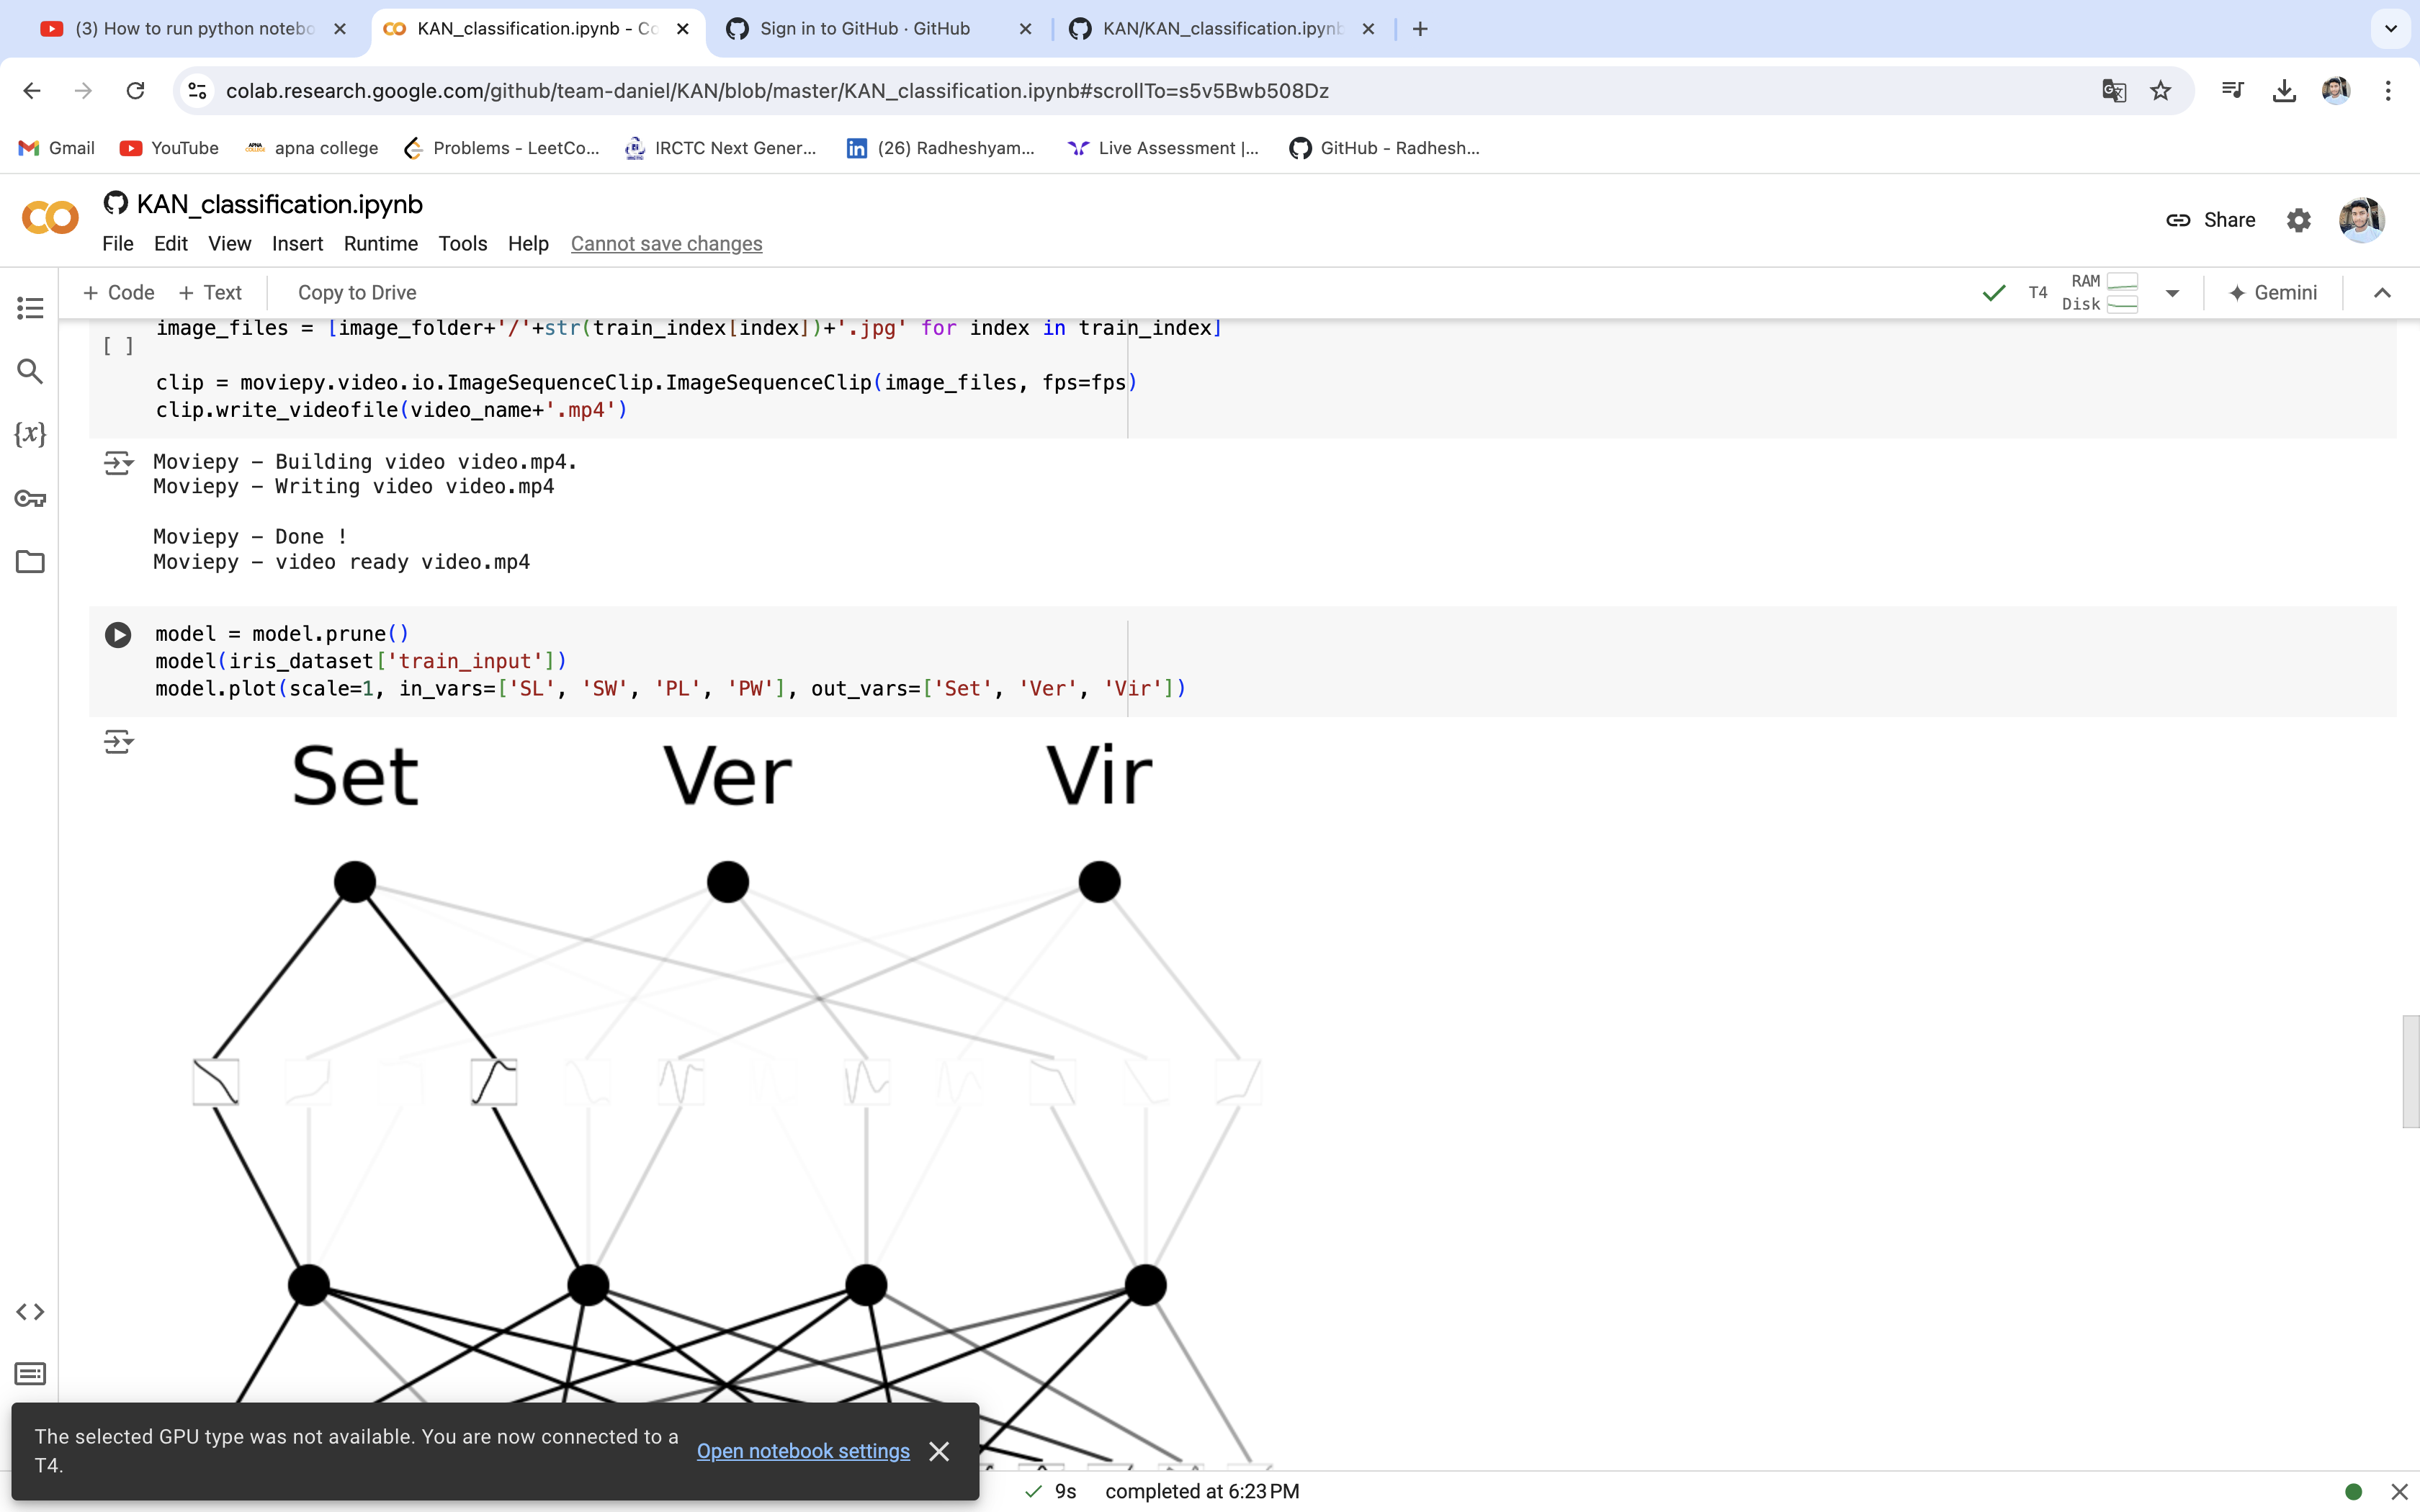 (3) How to run python notebo
KAN_classification.ipynb - Co
Sign in to GitHub · GitHub
KAN/KAN_classification.ipynb
colab.research.google.com/github/team-daniel/KAN/blob/master/KAN_classification.ipynb#scrollTo=s5v5Bwb508Dz
Gmail
YouTube
apna college
Problems - LeetCo...
IRCTC Next Gener...
(26) Radheshyam...
Live Assessment |...
GitHub - Radhesh...
KAN_classification.ipynb
File Edit View Insert Runtime Tools Help Cannot save changes
Share
+ Code + Text Copy to Drive
T4 RAM
Disk
Gemini
image_files = [image_folder+'/'+str(train_index[index])+'.jpg' for index in train_index]
[ ]
clip = moviepy.video.io.ImageSequenceClip.ImageSequenceClip(image_files, fps=fps)
clip.write_videofile(video_name+'.mp4')
{x}
Moviepy - Building video video.mp4.
Moviepy - Writing video video.mp4
Moviepy - Done !
Moviepy - video ready video.mp4
model = model.prune()
model(iris_dataset['train_input'])
model.plot(scale=1, in_vars=['SL', 'SW', 'PL', 'PW'], out_vars=['Set', 'Ver', 'Vir'])
Set Ver Vir
The selected GPU type was not available. You are now connected to a
T4.
Open notebook settings
9s completed at 6:23 PM